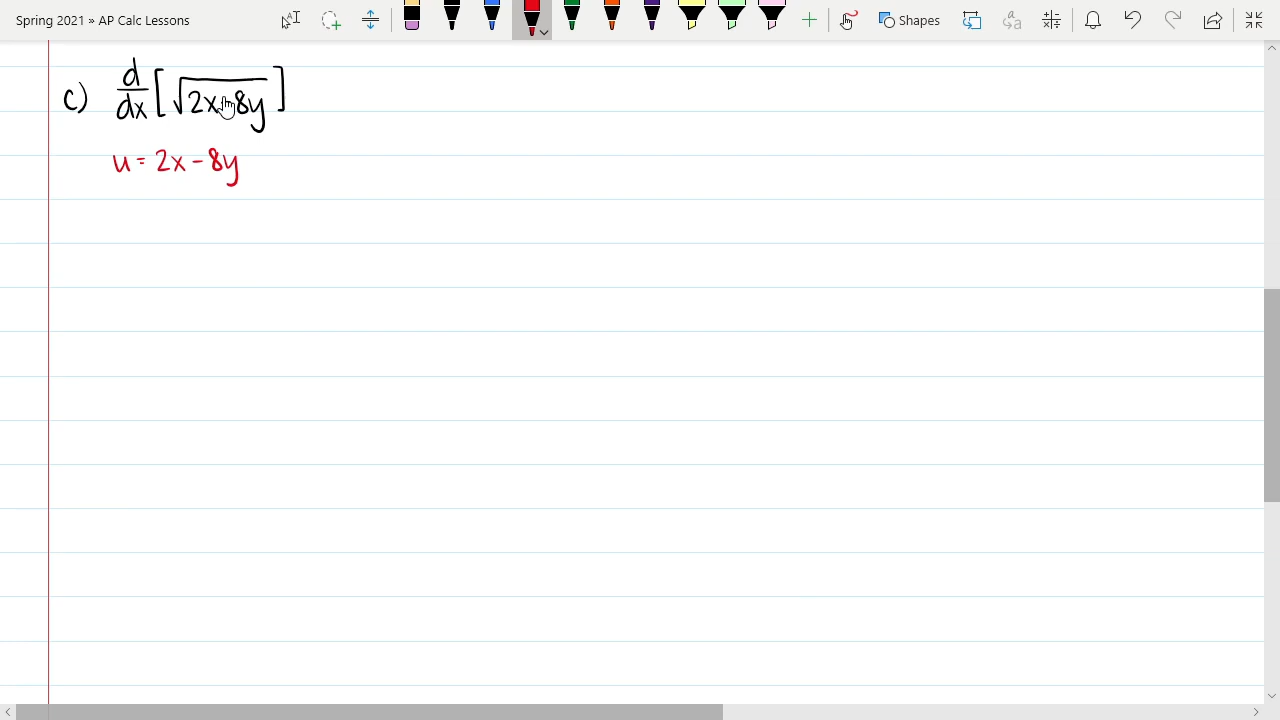 Spring 2021 » AP Calc Lessons
Shapes
c) d/dx [√2x-8y]
u = 2x - 8y